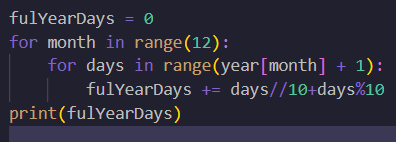 fulYearDays = 0
for month in range(12):
    for days in range(year[month] + 1):
        fulYearDays += days//10+days%10
print(fulYearDays)